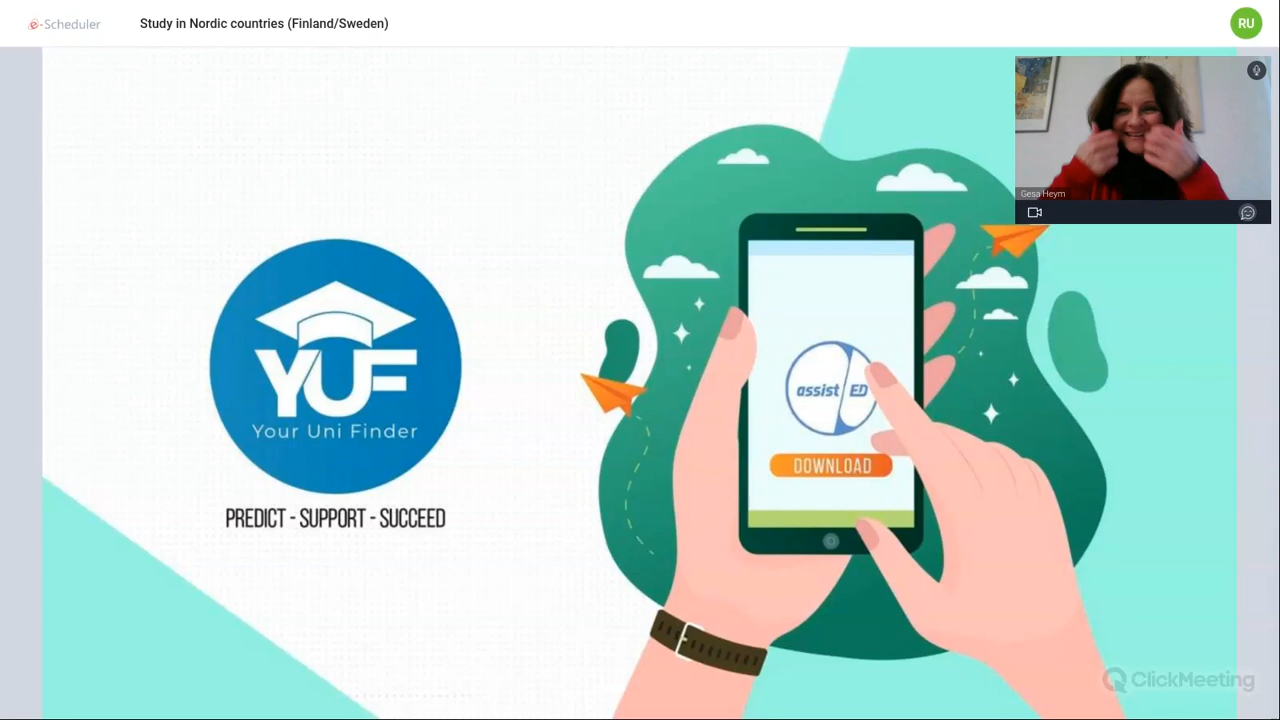 e-Scheduler
Study in Nordic countries (Finland/Sweden)
RU
Gesa Heym
YUF
Your Uni Finder
PREDICT - SUPPORT - SUCCEED
assist ED
DOWNLOAD
ClickMeeting